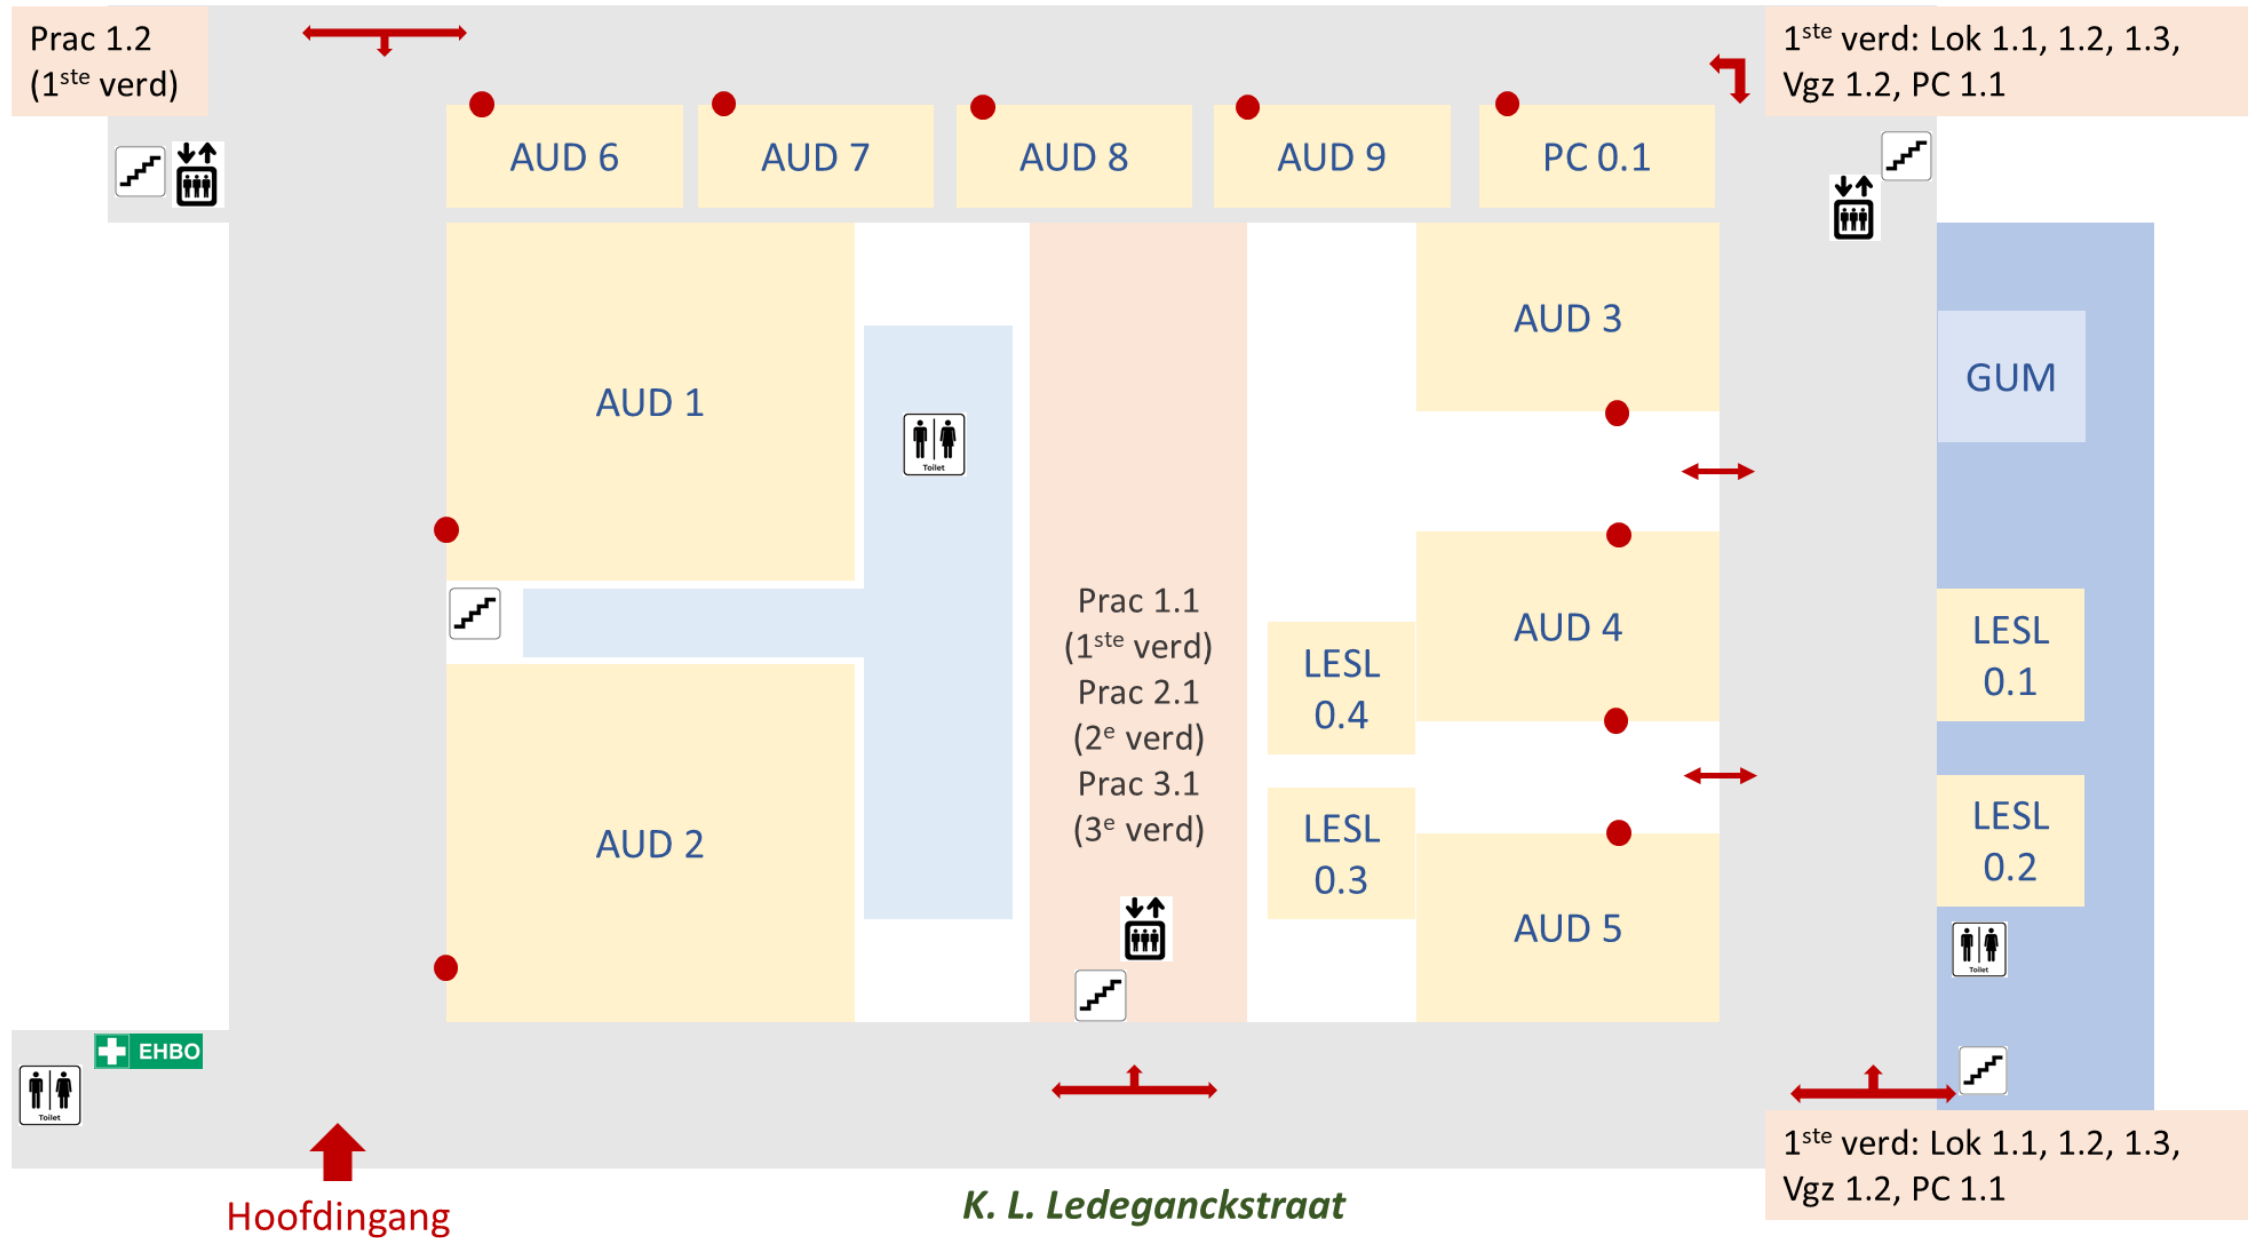 Prac 1.2
(1ste verd)
1ste verd: Lok 1.1, 1.2, 1.3,
Vgz 1.2, PC 1.1
AUD 6
AUD 7
AUD 8
AUD 9
PC 0.1
AUD 1
AUD 3
GUM
Toilet
Prac 1.1
(1ste verd)
Prac 2.1
(2e verd)
Prac 3.1
(3e verd)
AUD 4
LESL
0.4
LESL
0.1
AUD 2
LESL
0.3
LESL
0.2
AUD 5
Toilet
EHBO
Toilet
1ste verd: Lok 1.1, 1.2, 1.3,
Vgz 1.2, PC 1.1
Hoofdingang
K. L. Ledeganckstraat